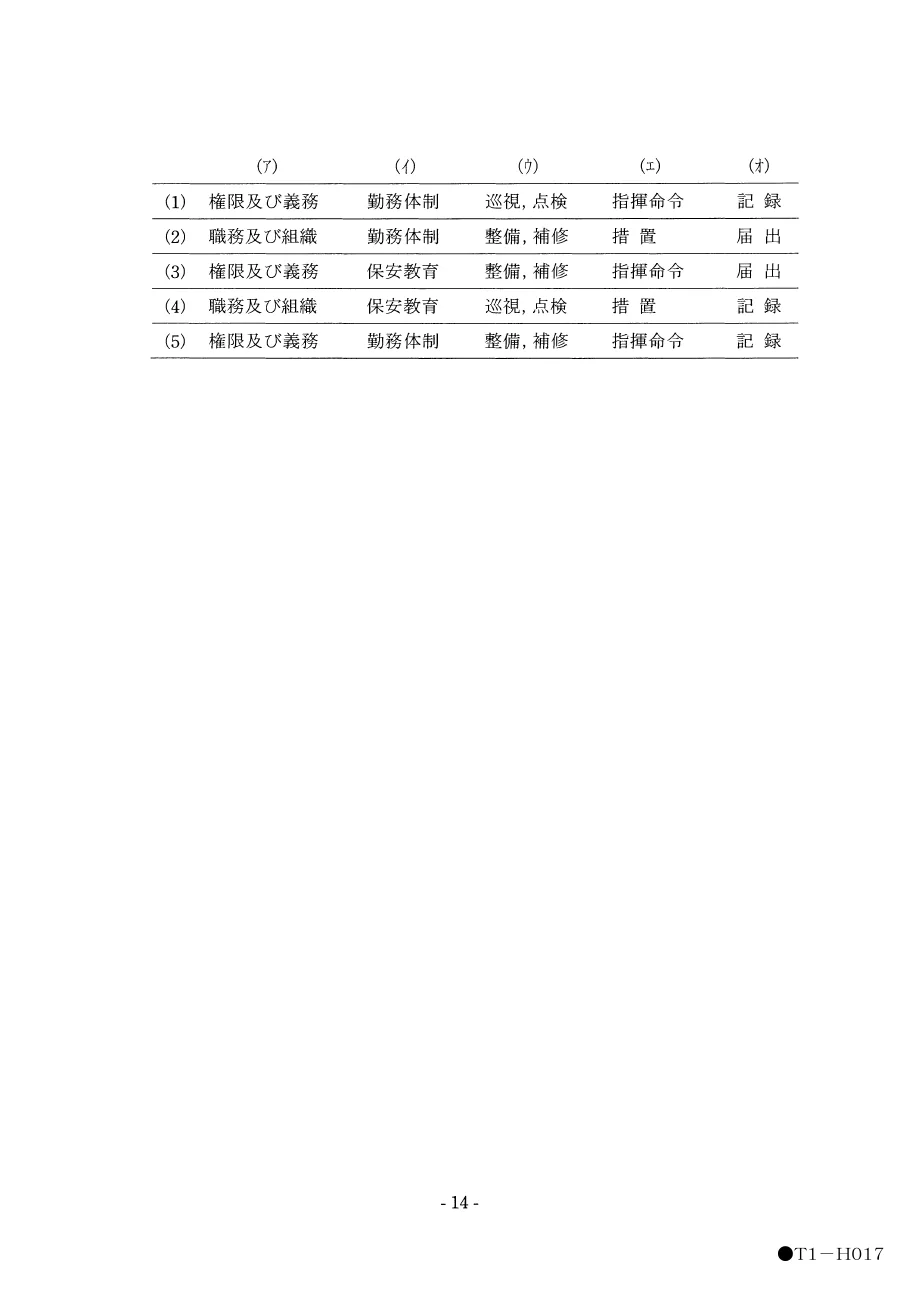 (ア) (イ) (ウ) (エ) (オ)
(1) 権限及び義務 勤務体制 巡視, 点検 指揮命令 記 録
(2) 職務及び組織 勤務体制 整備, 補修 措 置 届 出
(3) 権限及び義務 保安教育 整備, 補修 指揮命令 届 出
(4) 職務及び組織 保安教育 巡視, 点検 措 置 記 録
(5) 権限及び義務 勤務体制 整備, 補修 指揮命令 記 録
- 14 -
●T1－H017